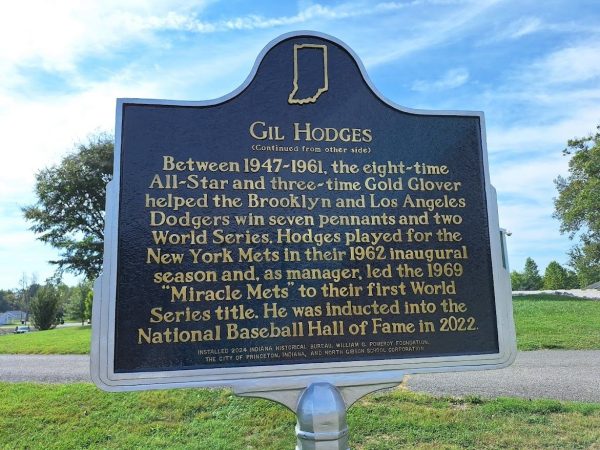 GIL HODGES
(Continued from other side)
Between 1947-1961, the eight-time
All-Star and three-time Gold Glover
helped the Brooklyn and Los Angeles
Dodgers win seven pennants and two
World Series. Hodges played for the
New York Mets in their 1962 inaugural
season and, as manager, led the 1969
"Miracle Mets" to their first World
Series title. He was inducted into the
National Baseball Hall of Fame in 2022.
INSTALLED 2024 INDIANA HISTORICAL BUREAU, WILLIAM G. POMEROY FOUNDATION,
THE CITY OF PRINCETON, INDIANA, AND NORTH GIBSON SCHOOL CORPORATION